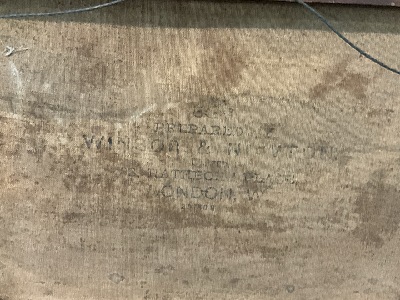 PREPARED BY
WINSOR & NEWTON
RATHBONE PLACE
LONDON, W